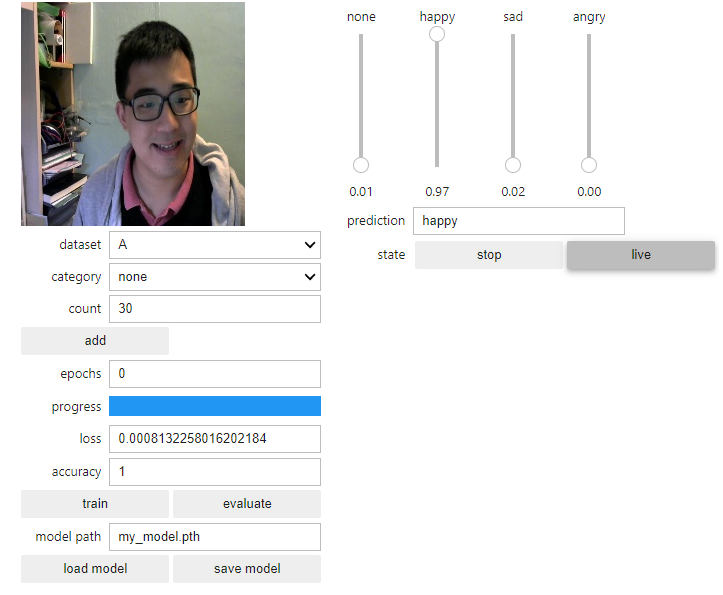 none happy sad angry
0.01 0.97 0.02 0.00
prediction happy
state stop live
dataset A
category none
count 30
add
epochs 0
progress
loss 0.0008132258016202184
accuracy 1
train evaluate
model path my_model.pth
load model save model